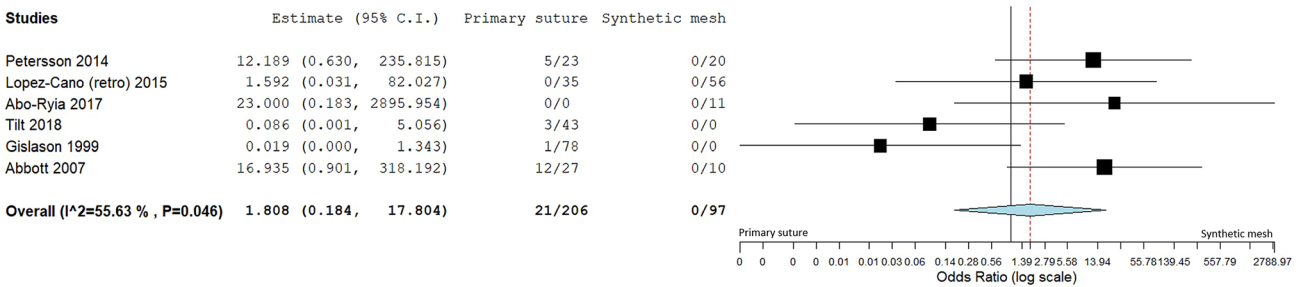 Studies Estimate (95% C.I.) Primary suture Synthetic mesh
Petersson 2014 12.189 (0.630, 235.815) 5/23 0/20
Lopez-Cano (retro) 2015 1.592 (0.031, 82.027) 0/35 0/56
Abo-Ryia 2017 23.000 (0.183, 2895.954) 0/0 0/11
Tilt 2018 0.086 (0.001, 5.056) 3/43 0/0
Gislason 1999 0.019 (0.000, 1.343) 1/78 0/0
Abbott 2007 16.935 (0.901, 318.192) 12/27 0/10
Overall (I^2=55.63 % , P=0.046) 1.808 (0.184, 17.804) 21/206 0/97
Primary suture Synthetic mesh
0 0 0 0 0.01 0.01 0.03 0.06 0.14 0.28 0.56 1.39 2.79 5.58 13.94 55.78 139.45 557.79 2788.97
Odds Ratio (log scale)